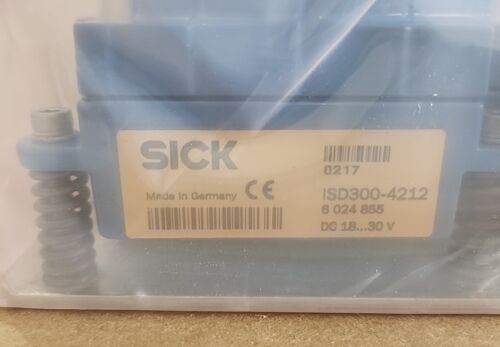 SICK
0217
Made in Germany CE
ISD300-4212
6 024 855
DC 18...30 V